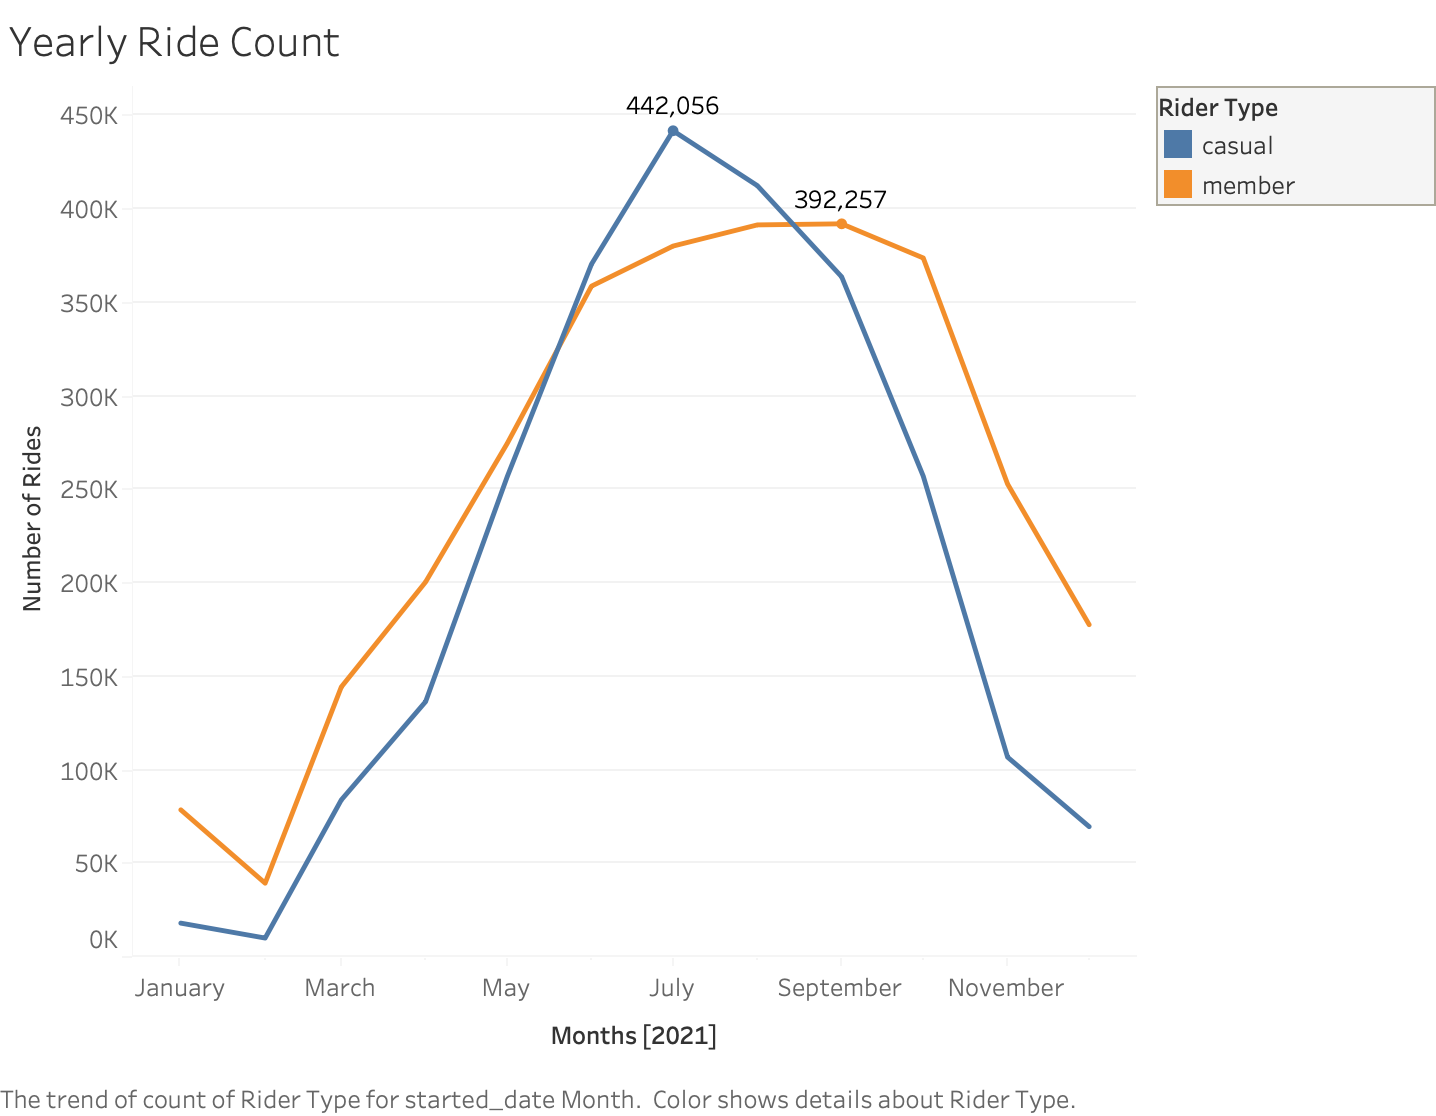 Yearly Ride Count
442,056
392,257
Rider Type
casual
member
450K
400K
350K
300K
250K
200K
150K
100K
50K
0K
Number of Rides
January March May July September November
Months [2021]
The trend of count of Rider Type for started_date Month.  Color shows details about Rider Type.